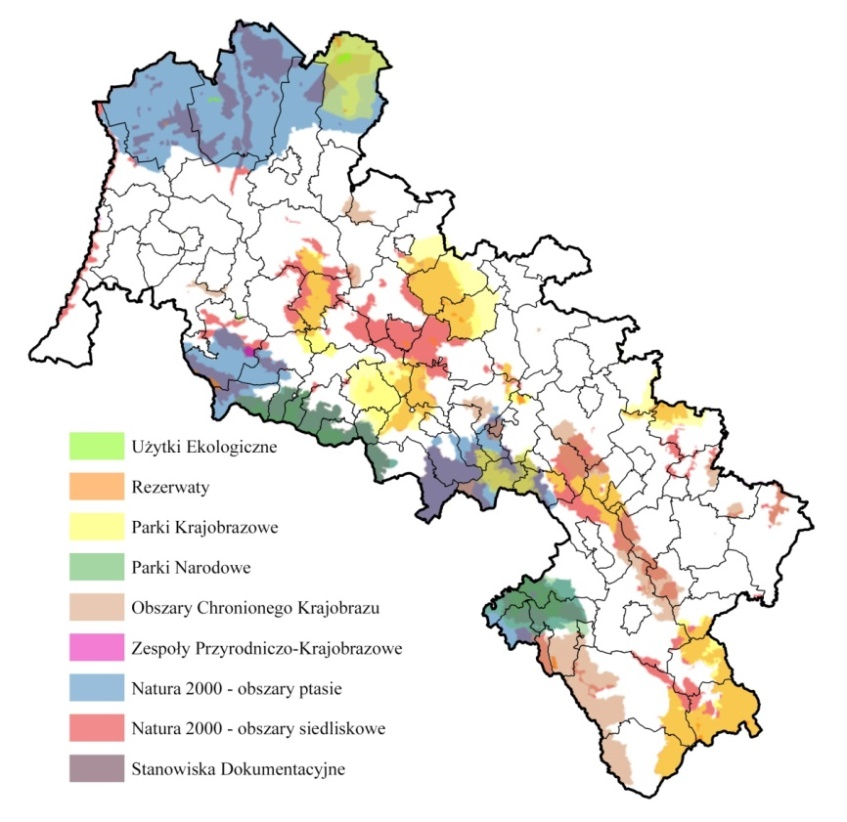 Użytki Ekologiczne
Rezerwaty
Parki Krajobrazowe
Parki Narodowe
Obszary Chronionego Krajobrazu
Zespoły Przyrodniczo-Krajobrazowe
Natura 2000 - obszary ptasie
Natura 2000 - obszary siedliskowe
Stanowiska Dokumentacyjne